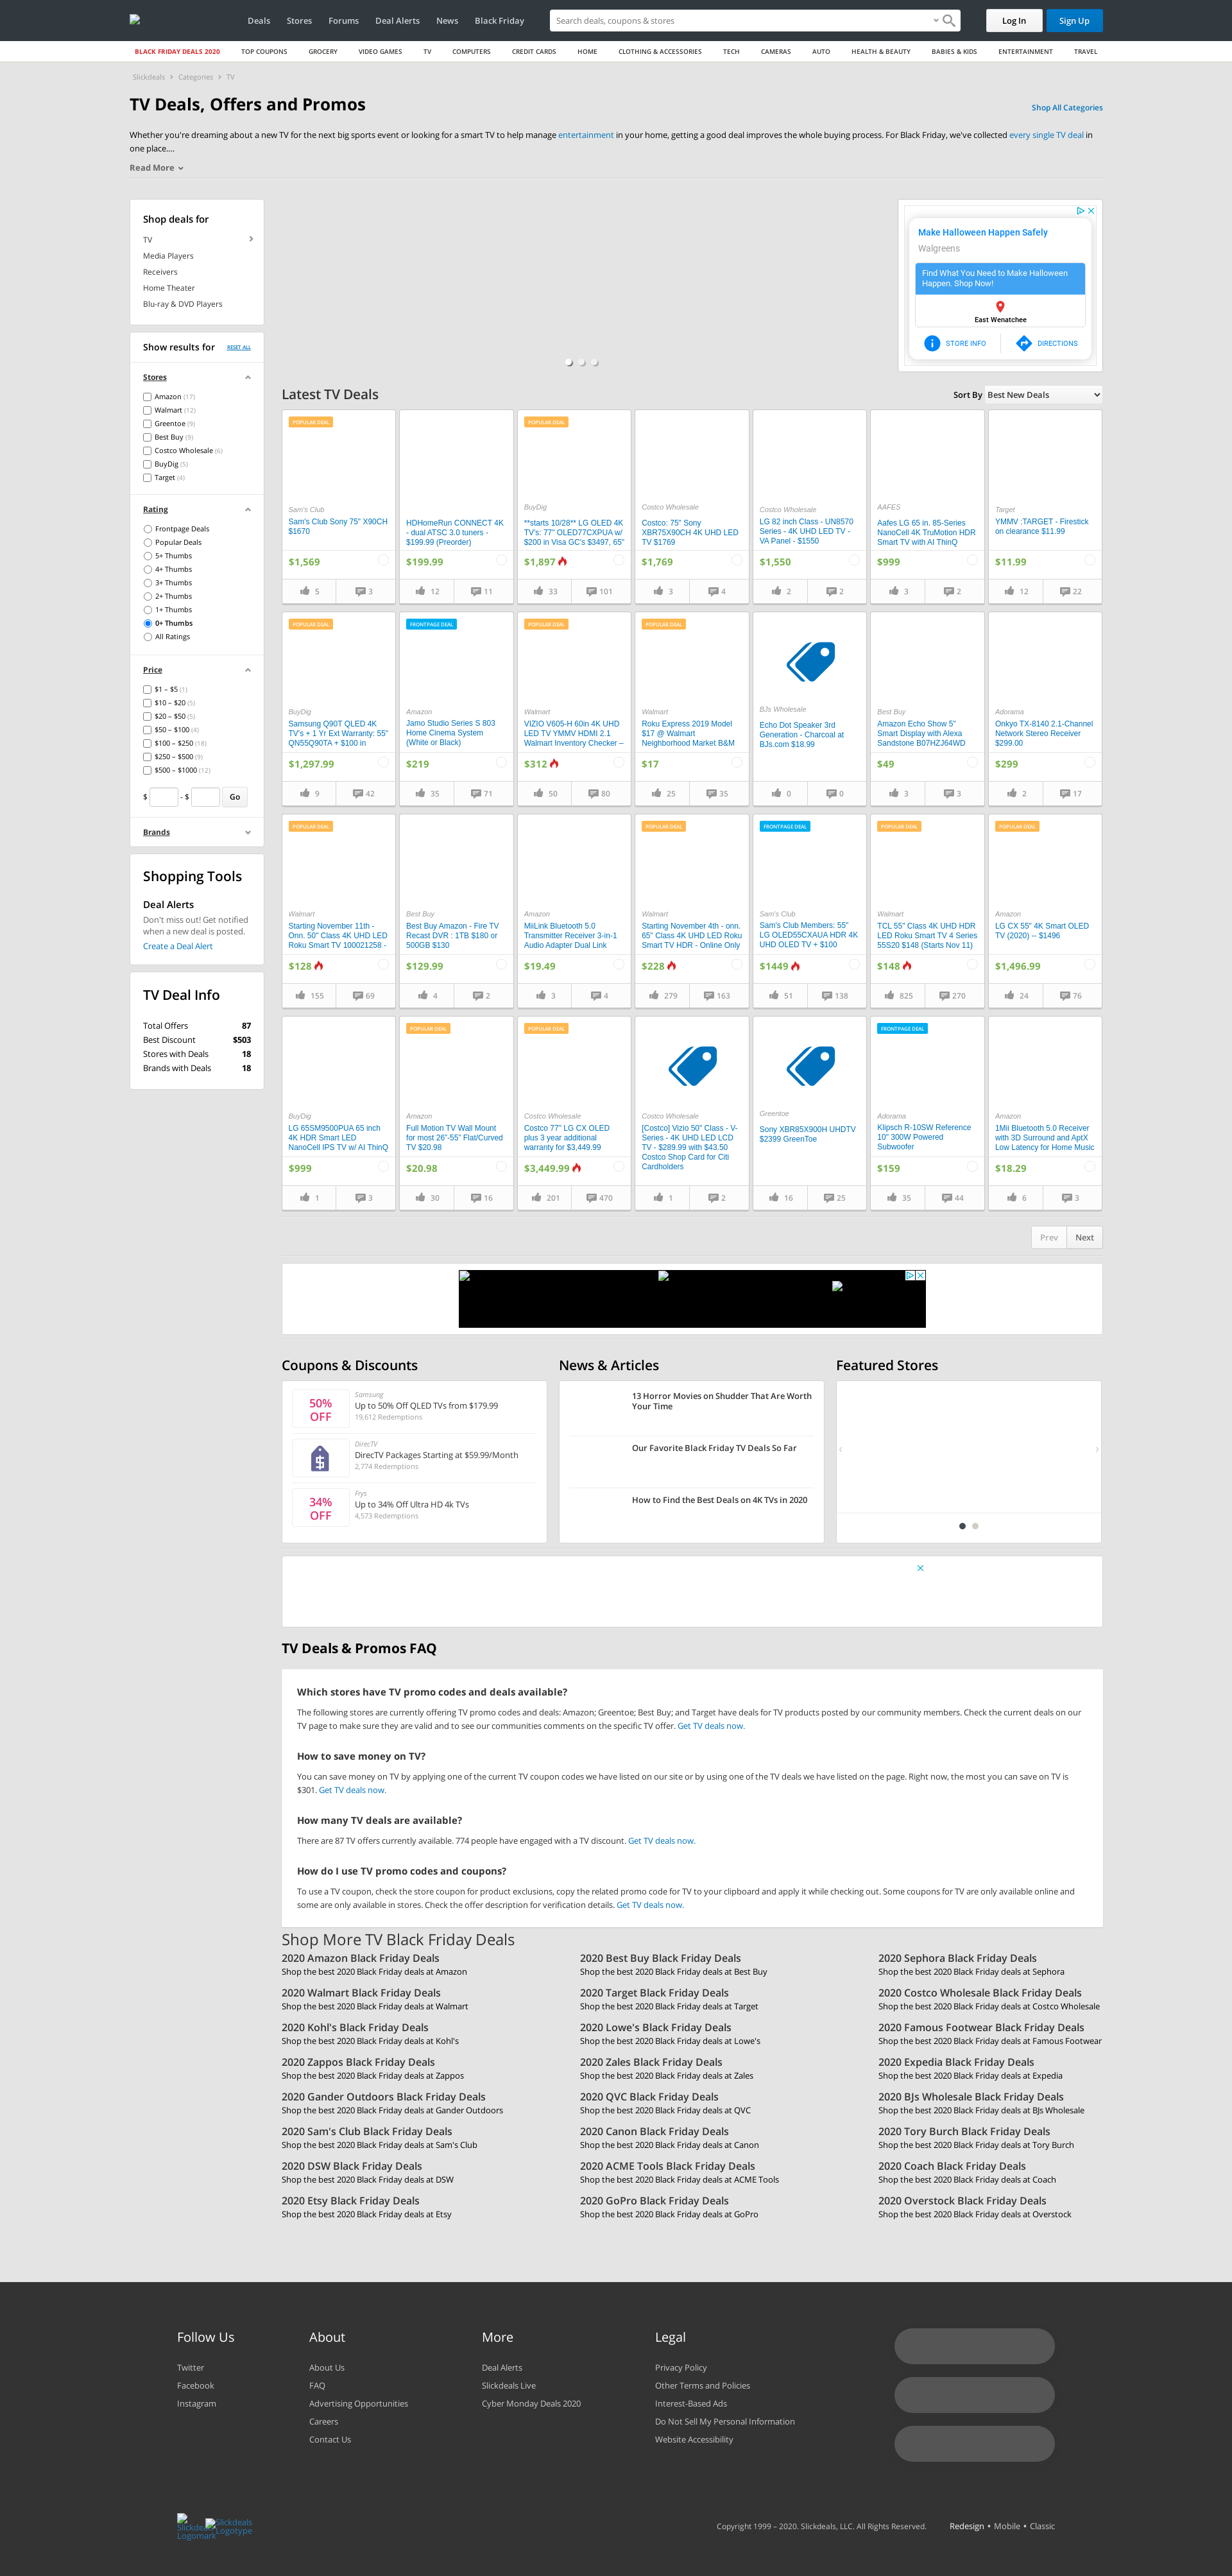 Deals Stores Forums Deal Alerts News Black Friday
Search deals, coupons & stores
Log In Sign Up
BLACK FRIDAY DEALS 2020 TOP COUPONS GROCERY VIDEO GAMES TV COMPUTERS CREDIT CARDS HOME CLOTHING & ACCESSORIES TECH CAMERAS AUTO HEALTH & BEAUTY BABIES & KIDS ENTERTAINMENT TRAVEL
Slickdeals > Categories > TV
TV Deals, Offers and Promos
Shop All Categories
Whether you're dreaming about a new TV for the next big sports event or looking for a smart TV to help manage entertainment in your home, getting a good deal improves the whole buying process. For Black Friday, we've collected every single TV deal in
one place....
Read More
Shop deals for
TV
Media Players
Receivers
Home Theater
Blu-ray & DVD Players
Show results for RESET ALL
Stores
Amazon (17)
Walmart (12)
Greentoe (9)
Best Buy (9)
Costco Wholesale (6)
BuyDig (5)
Target (4)
Rating
Frontpage Deals
Popular Deals
5+ Thumbs
4+ Thumbs
3+ Thumbs
2+ Thumbs
1+ Thumbs
0+ Thumbs
All Ratings
Price
$1 – $5 (1)
$10 – $20 (5)
$20 – $50 (5)
$50 – $100 (4)
$100 – $250 (18)
$250 – $500 (9)
$500 – $1000 (12)
$ - $ Go
Brands
Shopping Tools
Deal Alerts
Don't miss out! Get notified
when a new deal is posted.
Create a Deal Alert
TV Deal Info
Total Offers 87
Best Discount $503
Stores with Deals 18
Brands with Deals 18
Make Halloween Happen Safely
Walgreens
Find What You Need to Make Halloween
Happen. Shop Now!
East Wenatchee
STORE INFO DIRECTIONS
Latest TV Deals
Sort By Best New Deals
POPULAR DEAL
Sam's Club
Sam's Club Sony 75" X90CH
$1670
$1,569
5 3
HDHomeRun CONNECT 4K
- dual ATSC 3.0 tuners -
$199.99 (Preorder)
$199.99
12 11
POPULAR DEAL
BuyDig
**starts 10/28** LG OLED 4K
TV's: 77" OLED77CXPUA w/
$200 in Visa GC's $3497, 65"
$1,897
33 101
Costco Wholesale
Costco: 75" Sony
XBR75X90CH 4K UHD LED
TV $1769
$1,769
3 4
Costco Wholesale
LG 82 inch Class - UN8570
Series - 4K UHD LED TV -
VA Panel - $1550
$1,550
2 2
AAFES
Aafes LG 65 in. 85-Series
NanoCell 4K TruMotion HDR
Smart TV with AI ThinQ
$999
3 2
Target
YMMV :TARGET - Firestick
on clearance $11.99
$11.99
12 22
POPULAR DEAL
BuyDig
Samsung Q90T QLED 4K
TV's + 1 Yr Ext Warranty: 55"
QN55Q90TA + $100 in
$1,297.99
9 42
FRONTPAGE DEAL
Amazon
Jamo Studio Series S 803
Home Cinema System
(White or Black)
$219
35 71
POPULAR DEAL
Walmart
VIZIO V605-H 60in 4K UHD
LED TV YMMV HDMI 2.1
Walmart Inventory Checker –
$312
50 80
POPULAR DEAL
Walmart
Roku Express 2019 Model
$17 @ Walmart
Neighborhood Market B&M
$17
25 35
BJs Wholesale
Echo Dot Speaker 3rd
Generation - Charcoal at
BJs.com $18.99
0 0
Best Buy
Amazon Echo Show 5"
Smart Display with Alexa
Sandstone B07HZJ64WD
$49
3 3
Adorama
Onkyo TX-8140 2.1-Channel
Network Stereo Receiver
$299.00
$299
2 17
POPULAR DEAL
Walmart
Starting November 11th -
Onn. 50" Class 4K UHD LED
Roku Smart TV 100021258 -
$128
155 69
Best Buy
Best Buy Amazon - Fire TV
Recast DVR : 1TB $180 or
500GB $130
$129.99
4 2
Amazon
MiiLink Bluetooth 5.0
Transmitter Receiver 3-in-1
Audio Adapter Dual Link
$19.49
3 4
POPULAR DEAL
Walmart
Starting November 4th - onn.
65" Class 4K UHD LED Roku
Smart TV HDR - Online Only
$228
279 163
FRONTPAGE DEAL
Sam's Club
Sam's Club Members: 55"
LG OLED55CXAUA HDR 4K
UHD OLED TV + $100
$1449
51 138
POPULAR DEAL
Walmart
TCL 55" Class 4K UHD HDR
LED Roku Smart TV 4 Series
55S20 $148 (Starts Nov 11)
$148
825 270
POPULAR DEAL
Amazon
LG CX 55" 4K Smart OLED
TV (2020) -- $1496
$1,496.99
24 76
BuyDig
LG 65SM9500PUA 65 inch
4K HDR Smart LED
NanoCell IPS TV w/ AI ThinQ
$999
1 3
POPULAR DEAL
Amazon
Full Motion TV Wall Mount
for most 26”-55” Flat/Curved
TV $20.98
$20.98
30 16
POPULAR DEAL
Costco Wholesale
Costco 77" LG CX OLED
plus 3 year additional
warranty for $3,449.99
$3,449.99
201 470
Costco Wholesale
[Costco] Vizio 50" Class - V-
Series - 4K UHD LED LCD
TV - $289.99 with $43.50
Costco Shop Card for Citi
Cardholders
1 2
Greentoe
Sony XBR85X900H UHDTV
$2399 GreenToe
16 25
FRONTPAGE DEAL
Adorama
Klipsch R-10SW Reference
10" 300W Powered
Subwoofer
$159
35 44
Amazon
1Mii Bluetooth 5.0 Receiver
with 3D Surround and AptX
Low Latency for Home Music
$18.29
6 3
Prev Next
Coupons & Discounts
50%
OFF
Samsung
Up to 50% Off QLED TVs from $179.99
19,612 Redemptions
DirecTV
DirecTV Packages Starting at $59.99/Month
2,774 Redemptions
34%
OFF
Frys
Up to 34% Off Ultra HD 4k TVs
4,573 Redemptions
News & Articles
13 Horror Movies on Shudder That Are Worth
Your Time
Our Favorite Black Friday TV Deals So Far
How to Find the Best Deals on 4K TVs in 2020
Featured Stores
TV Deals & Promos FAQ
Which stores have TV promo codes and deals available?
The following stores are currently offering TV promo codes and deals: Amazon; Greentoe; Best Buy; and Target have deals for TV products posted by our community members. Check the current deals on our
TV page to make sure they are valid and to see our communities comments on the specific TV offer. Get TV deals now.
How to save money on TV?
You can save money on TV by applying one of the current TV coupon codes we have listed on our site or by using one of the TV deals we have listed on the page. Right now, the most you can save on TV is
$301. Get TV deals now.
How many TV deals are available?
There are 87 TV offers currently available. 774 people have engaged with a TV discount. Get TV deals now.
How do I use TV promo codes and coupons?
To use a TV coupon, check the store coupon for product exclusions, copy the related promo code for TV to your clipboard and apply it while checking out. Some coupons for TV are only available online and
some are only available in stores. Check the offer description for verification details. Get TV deals now.
Shop More TV Black Friday Deals
2020 Amazon Black Friday Deals
Shop the best 2020 Black Friday deals at Amazon
2020 Best Buy Black Friday Deals
Shop the best 2020 Black Friday deals at Best Buy
2020 Sephora Black Friday Deals
Shop the best 2020 Black Friday deals at Sephora
2020 Walmart Black Friday Deals
Shop the best 2020 Black Friday deals at Walmart
2020 Target Black Friday Deals
Shop the best 2020 Black Friday deals at Target
2020 Costco Wholesale Black Friday Deals
Shop the best 2020 Black Friday deals at Costco Wholesale
2020 Kohl's Black Friday Deals
Shop the best 2020 Black Friday deals at Kohl's
2020 Lowe's Black Friday Deals
Shop the best 2020 Black Friday deals at Lowe's
2020 Famous Footwear Black Friday Deals
Shop the best 2020 Black Friday deals at Famous Footwear
2020 Zappos Black Friday Deals
Shop the best 2020 Black Friday deals at Zappos
2020 Zales Black Friday Deals
Shop the best 2020 Black Friday deals at Zales
2020 Expedia Black Friday Deals
Shop the best 2020 Black Friday deals at Expedia
2020 Gander Outdoors Black Friday Deals
Shop the best 2020 Black Friday deals at Gander Outdoors
2020 QVC Black Friday Deals
Shop the best 2020 Black Friday deals at QVC
2020 BJs Wholesale Black Friday Deals
Shop the best 2020 Black Friday deals at BJs Wholesale
2020 Sam's Club Black Friday Deals
Shop the best 2020 Black Friday deals at Sam's Club
2020 Canon Black Friday Deals
Shop the best 2020 Black Friday deals at Canon
2020 Tory Burch Black Friday Deals
Shop the best 2020 Black Friday deals at Tory Burch
2020 DSW Black Friday Deals
Shop the best 2020 Black Friday deals at DSW
2020 ACME Tools Black Friday Deals
Shop the best 2020 Black Friday deals at ACME Tools
2020 Coach Black Friday Deals
Shop the best 2020 Black Friday deals at Coach
2020 Etsy Black Friday Deals
Shop the best 2020 Black Friday deals at Etsy
2020 GoPro Black Friday Deals
Shop the best 2020 Black Friday deals at GoPro
2020 Overstock Black Friday Deals
Shop the best 2020 Black Friday deals at Overstock
Follow Us
Twitter
Facebook
Instagram
About
About Us
FAQ
Advertising Opportunities
Careers
Contact Us
More
Deal Alerts
Slickdeals Live
Cyber Monday Deals 2020
Legal
Privacy Policy
Other Terms and Policies
Interest-Based Ads
Do Not Sell My Personal Information
Website Accessibility
Slickdeals
Logomark
Slickdeals
Logotype
Copyright 1999 – 2020. Slickdeals, LLC. All Rights Reserved.
Redesign • Mobile • Classic